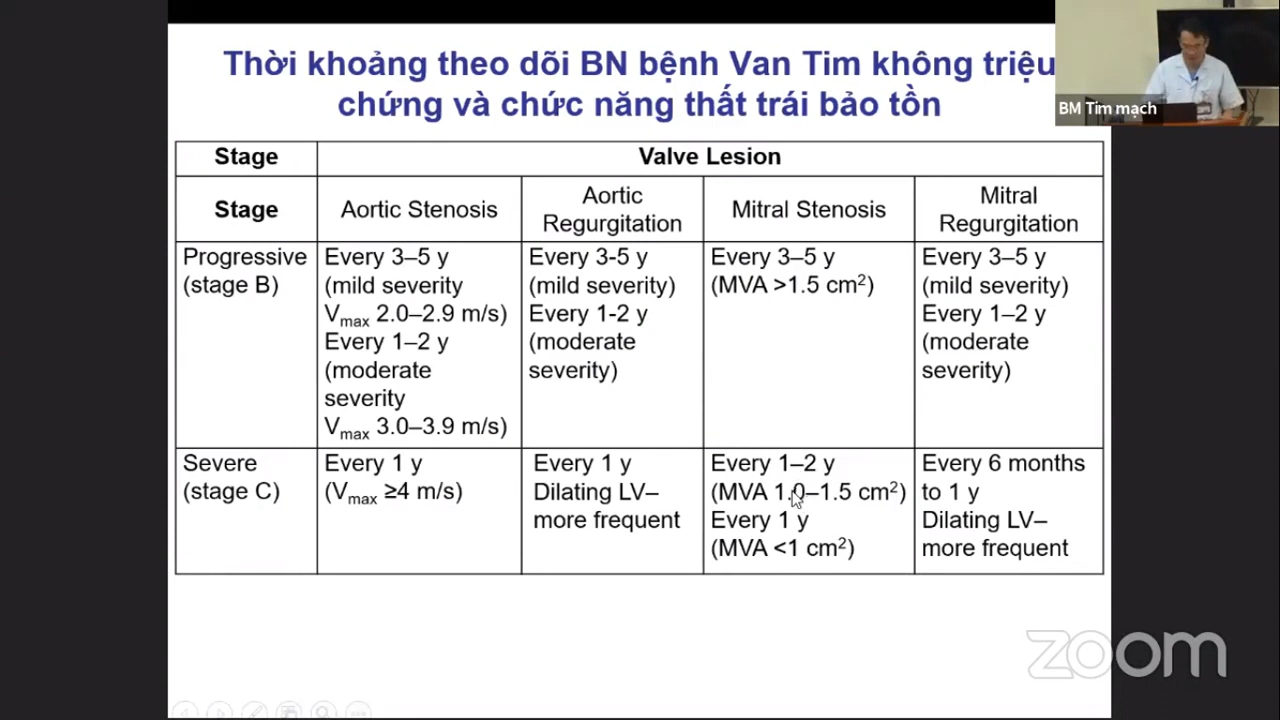 Thời khoảng theo dõi BN bệnh Van Tim không triệu
chứng và chức năng thất trái bảo tồn
BM Tim mạch
Stage
Valve Lesion
Stage
Aortic Stenosis
Aortic
Regurgitation
Mitral Stenosis
Mitral
Regurgitation
Progressive
(stage B)
Every 3–5 y
(mild severity
Vmax 2.0–2.9 m/s)
Every 1–2 y
(moderate
severity
Vmax 3.0–3.9 m/s)
Every 3-5 y
(mild severity)
Every 1-2 y
(moderate
severity)
Every 3–5 y
(MVA >1.5 cm²)
Every 3–5 y
(mild severity)
Every 1–2 y
(moderate
severity)
Severe
(stage C)
Every 1 y
(Vmax ≥4 m/s)
Every 1 y
Dilating LV–
more frequent
Every 1–2 y
(MVA 1.0–1.5 cm²)
Every 1 y
(MVA <1 cm²)
Every 6 months
to 1 y
Dilating LV–
more frequent
zoom